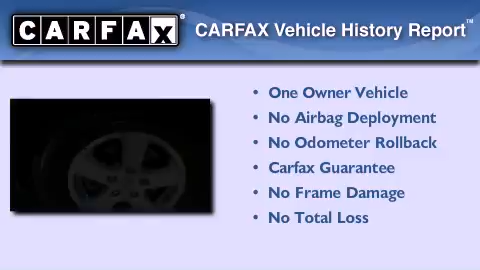 CARFAX® CARFAX Vehicle History Report™
• One Owner Vehicle
• No Airbag Deployment
• No Odometer Rollback
• Carfax Guarantee
• No Frame Damage
• No Total Loss